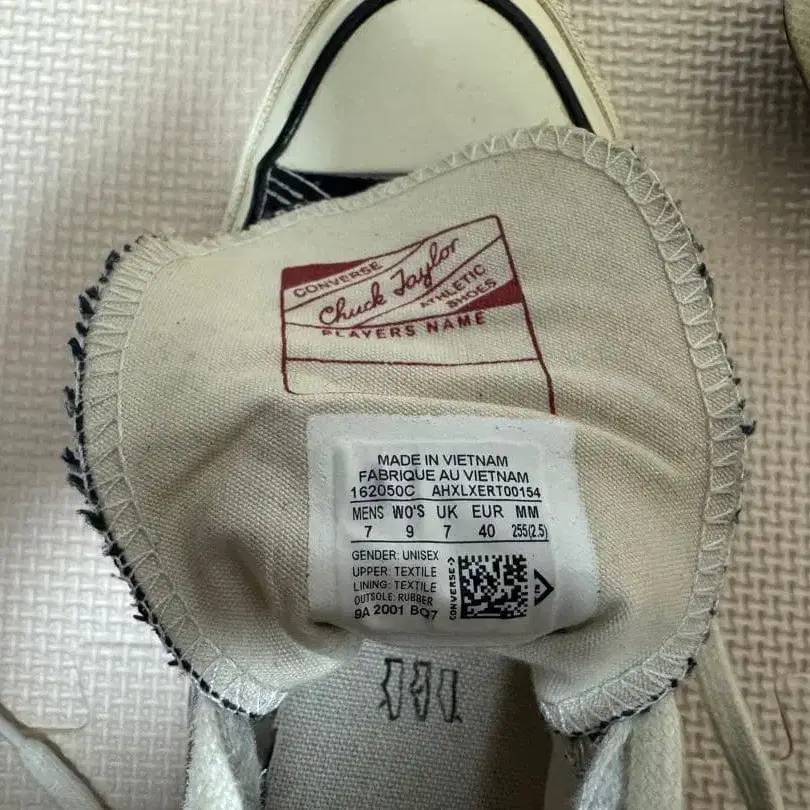 CONVERSE
Chuck Taylor
ATHLETIC
SHOES
PLAYERS NAME
MADE IN VIETNAM
FABRIQUE AU VIETNAM
162050C AHXLXERT00154
MENS WO'S UK EUR MM
7 9 7 40 255(2.5)
GENDER: UNISEX
UPPER: TEXTILE
LINING: TEXTILE
OUTSOLE: RUBBER
9A 2001 BQ7
CONVERSE